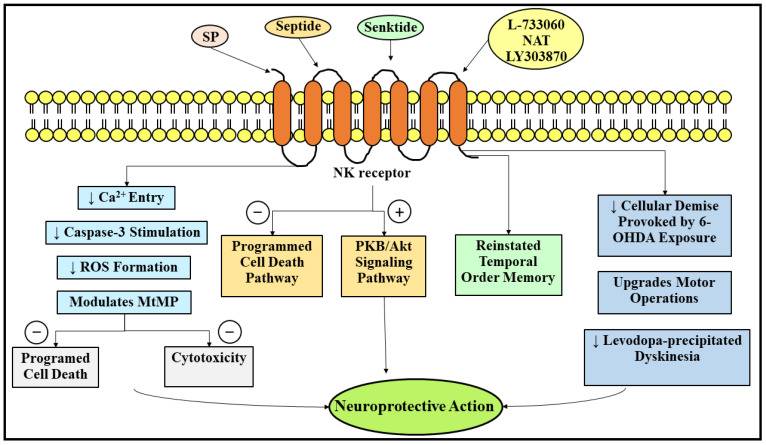 SP
Septide
Senktide
L-733060
NAT
LY303870
NK receptor
↓ Ca²⁺ Entry
↓ Caspase-3 Stimulation
↓ ROS Formation
Modulates MtMP
−
−
Programed
Cell Death
Cytotoxicity
−
+
Programmed
Cell Death
Pathway
PKB/Akt
Signaling
Pathway
Reinstated
Temporal
Order Memory
↓ Cellular Demise
Provoked by 6-
OHDA Exposure
Upgrades Motor
Operations
↓ Levodopa-precipitated
Dyskinesia
Neuroprotective Action